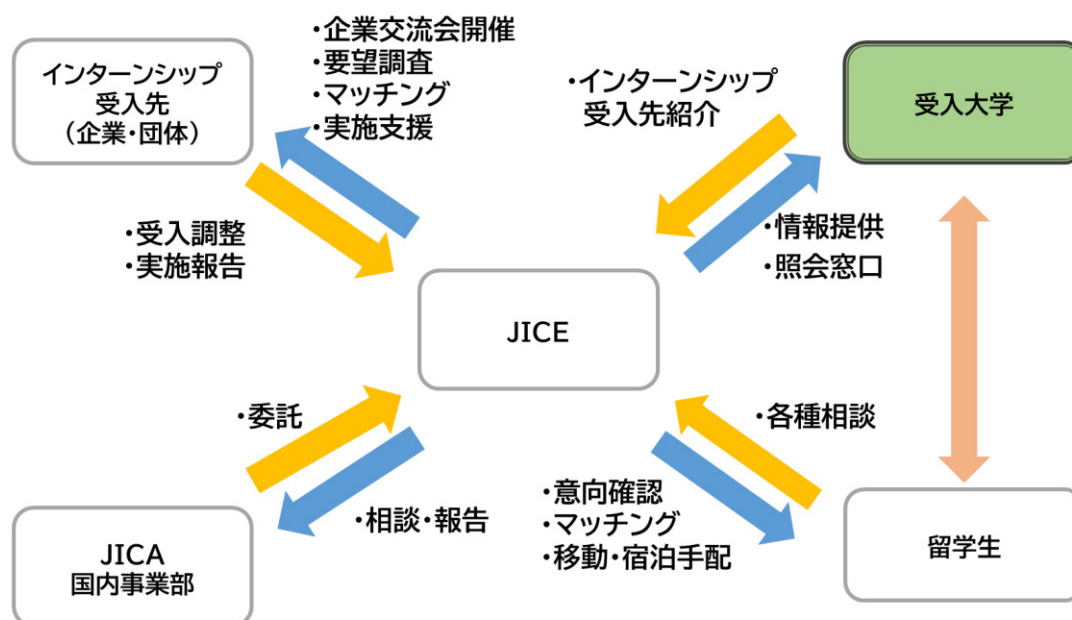 インターンシップ
受入先
（企業・団体）
・企業交流会開催
・要望調査
・マッチング
・実施支援
・インターンシップ
受入先紹介
受入大学
・受入調整
・実施報告
・情報提供
・照会窓口
JICE
・委託
・各種相談
・相談・報告
・意向確認
・マッチング
・移動・宿泊手配
JICA
国内事業部
留学生